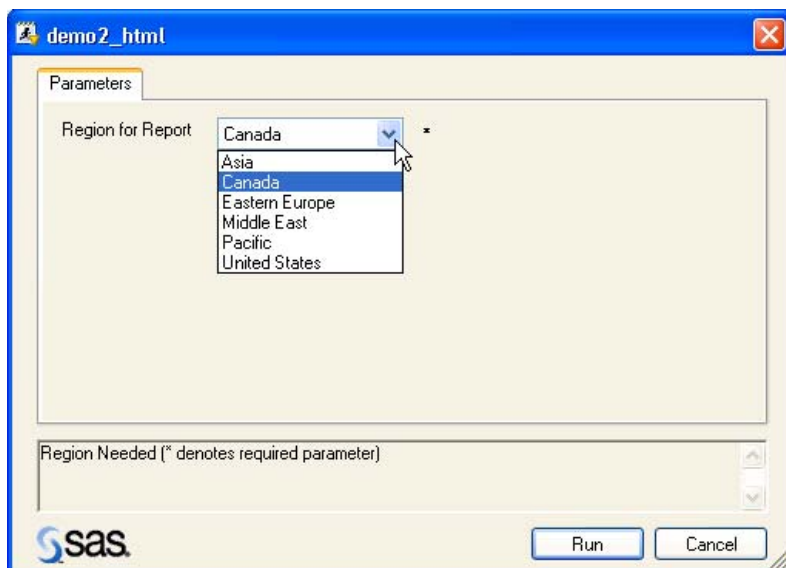 demo2_html
Parameters
Region for Report
Canada
*
Asia
Canada
Eastern Europe
Middle East
Pacific
United States
Region Needed (* denotes required parameter)
sas.
Run
Cancel